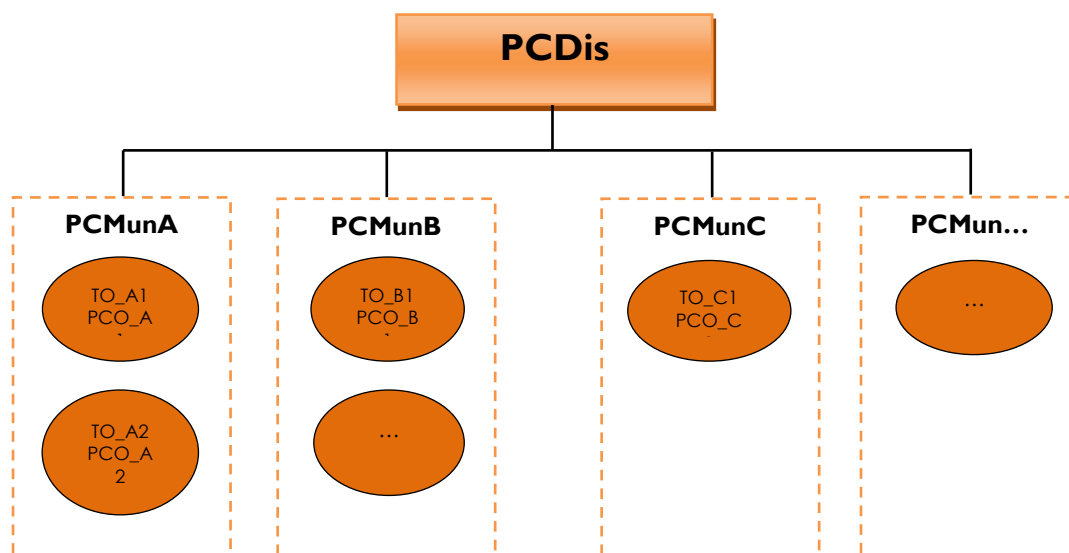 PCDis
PCMunA
PCMunB
PCMunC
PCMun...
TO_A1
PCO_A
TO_B1
PCO_B
TO_C1
PCO_C
...
TO_A2
PCO_A
2
...